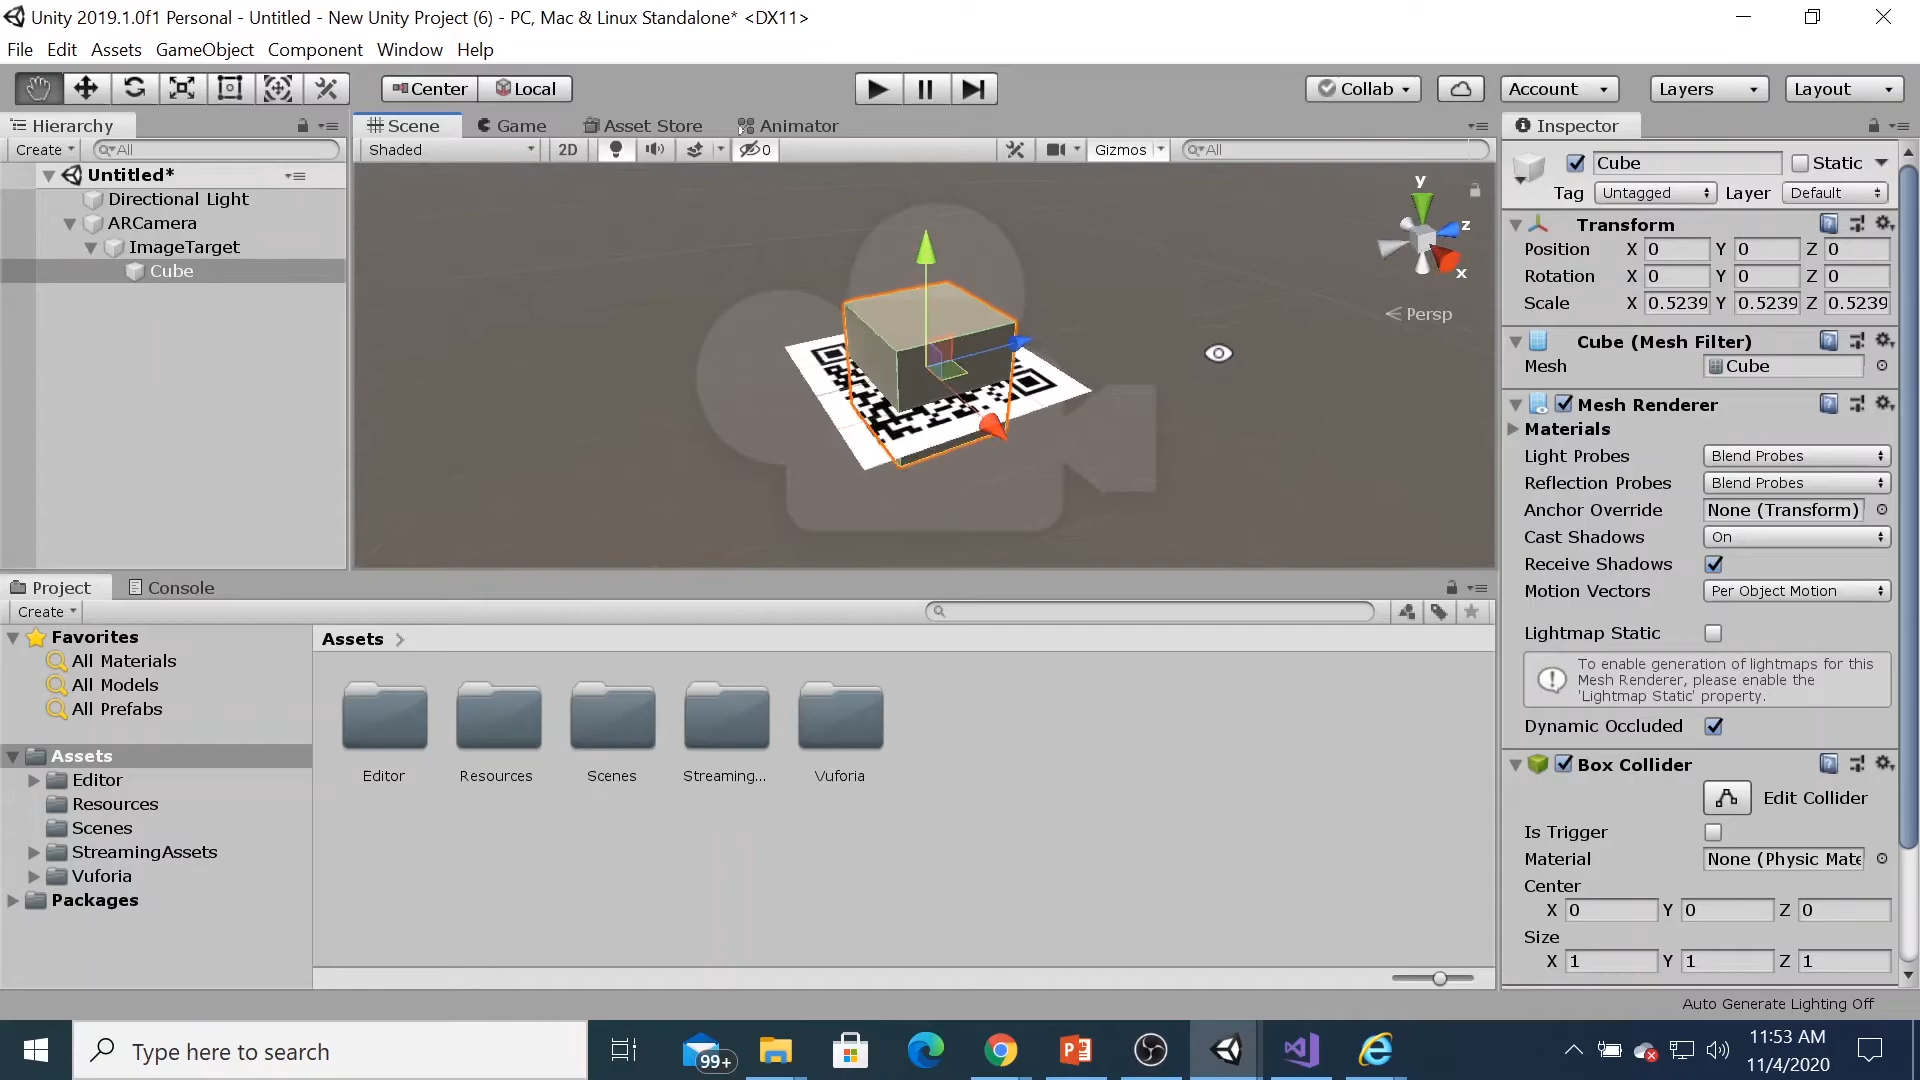 Unity 2019.1.0f1 Personal - Untitled - New Unity Project (6) - PC, Mac & Linux Standalone* <DX11>
File Edit Assets GameObject Component Window Help
Center Local Collab Account Layers Layout
Hierarchy
Create All
Untitled*
Directional Light
ARCamera
ImageTarget
Cube
Scene Game Asset Store Animator
Shaded 2D 0 Gizmos All
y
z
x
Persp
Inspector
Cube Static
Tag Untagged Layer Default
Transform
Position X 0 Y 0 Z 0
Rotation X 0 Y 0 Z 0
Scale X 0.5239 Y 0.5239 Z 0.5239
Cube (Mesh Filter)
Mesh Cube
Mesh Renderer
Materials
Light Probes Blend Probes
Reflection Probes Blend Probes
Anchor Override None (Transform)
Cast Shadows On
Receive Shadows
Motion Vectors Per Object Motion
Lightmap Static
To enable generation of lightmaps for this
Mesh Renderer, please enable the
'Lightmap Static' property.
Dynamic Occluded
Box Collider
Edit Collider
Is Trigger
Material None (Physic Mate
Center
X 0 Y 0 Z 0
Size
X 1 Y 1 Z 1
Project Console
Create
Favorites
All Materials
All Models
All Prefabs
Assets
Editor
Resources
Scenes
StreamingAssets
Vuforia
Packages
Assets
Editor Resources Scenes Streaming... Vuforia
Auto Generate Lighting Off
Type here to search
99+
11:53 AM
11/4/2020